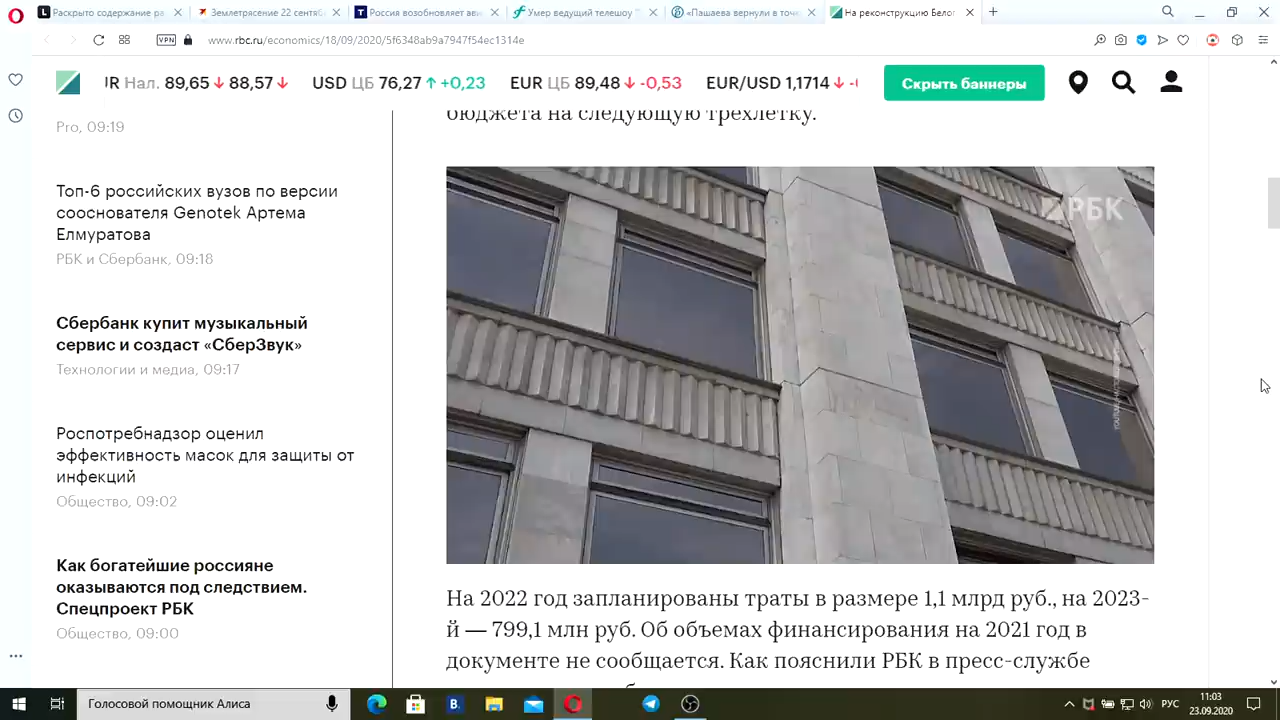 Раскрыто содержание ра
Землетрясение 22 сентяб
Россия возобновляет ави
Умер ведущий телешоу "
«Пашаева вернули в точк
На реконструкцию Белог
VPN
www.rbc.ru/economics/18/09/2020/5f6348ab9a7947f54ec1314e
UR Нал. 89,65 88,57
USD ЦБ 76,27 +0,23
EUR ЦБ 89,48 -0,53
EUR/USD 1,1714
Скрыть баннеры
Pro, 09:19
Топ-6 российских вузов по версии
сооснователя Genotek Артема
Елмуратова
РБК и Сбербанк, 09:18
Сбербанк купит музыкальный
сервис и создаст «СберЗвук»
Технологии и медиа, 09:17
Роспотребнадзор оценил
эффективность масок для защиты от
инфекций
Общество, 09:02
Как богатейшие россияне
оказываются под следствием.
Спецпроект РБК
Общество, 09:00
бюджета на следующую трехлетку.
РБК
На 2022 год запланированы траты в размере 1,1 млрд руб., на 2023-
й — 799,1 млн руб. Об объемах финансирования на 2021 год в
документе не сообщается. Как пояснили РБК в пресс-службе
Голосовой помощник Алиса
B.
РУС
11:03
23.09.2020